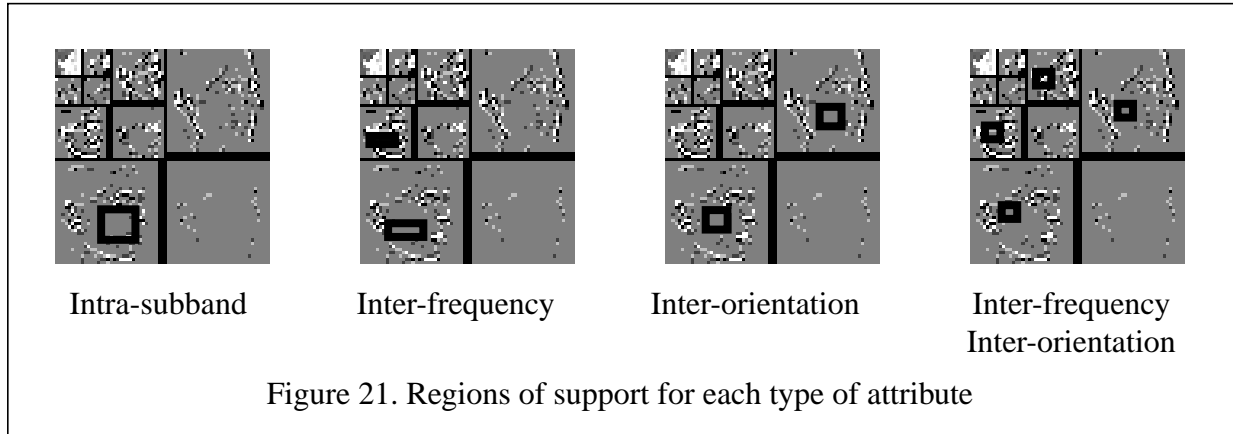 Intra-subband
Inter-frequency
Inter-orientation
Inter-frequency
Inter-orientation
Figure 21. Regions of support for each type of attribute